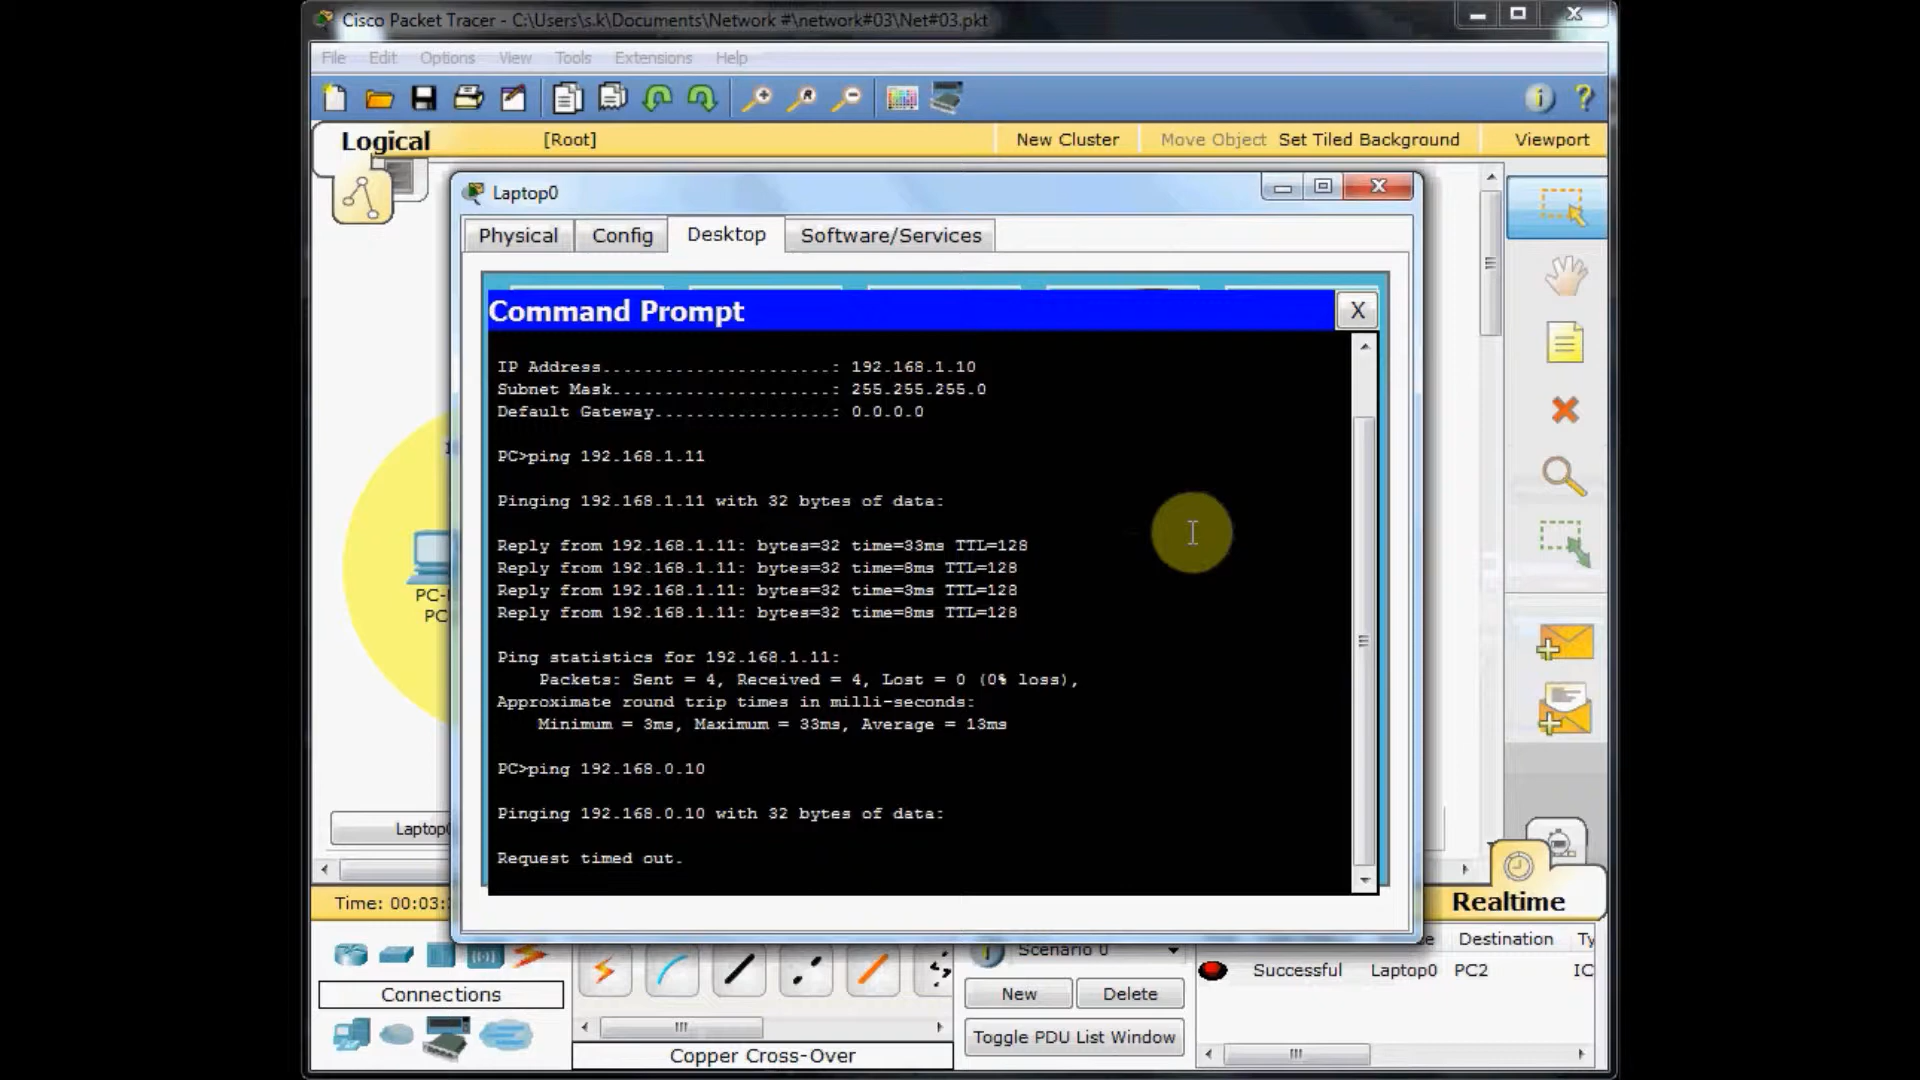 Cisco Packet Tracer - C:\Users\s.k\Documents\Network #\network#03\Net#03.pkt
File Edit Options View Tools Extensions Help
Logical [Root] New Cluster Move Object Set Tiled Background Viewport
Laptop0
Physical Config Desktop Software/Services
Command Prompt X
IP Address......................: 192.168.1.10
Subnet Mask.....................: 255.255.255.0
Default Gateway.................: 0.0.0.0
PC>ping 192.168.1.11
Pinging 192.168.1.11 with 32 bytes of data:
Reply from 192.168.1.11: bytes=32 time=33ms TTL=128
Reply from 192.168.1.11: bytes=32 time=8ms TTL=128
Reply from 192.168.1.11: bytes=32 time=3ms TTL=128
Reply from 192.168.1.11: bytes=32 time=8ms TTL=128
Ping statistics for 192.168.1.11:
Packets: Sent = 4, Received = 4, Lost = 0 (0% loss),
Approximate round trip times in milli-seconds:
Minimum = 3ms, Maximum = 33ms, Average = 13ms
PC>ping 192.168.0.10
Pinging 192.168.0.10 with 32 bytes of data:
Request timed out.
PC-
PC
Laptop
Time: 00:03:
Realtime
Connections
Copper Cross-Over
Scenario 0
New Delete
Toggle PDU List Window
Destination Ty
Successful Laptop0 PC2 IC